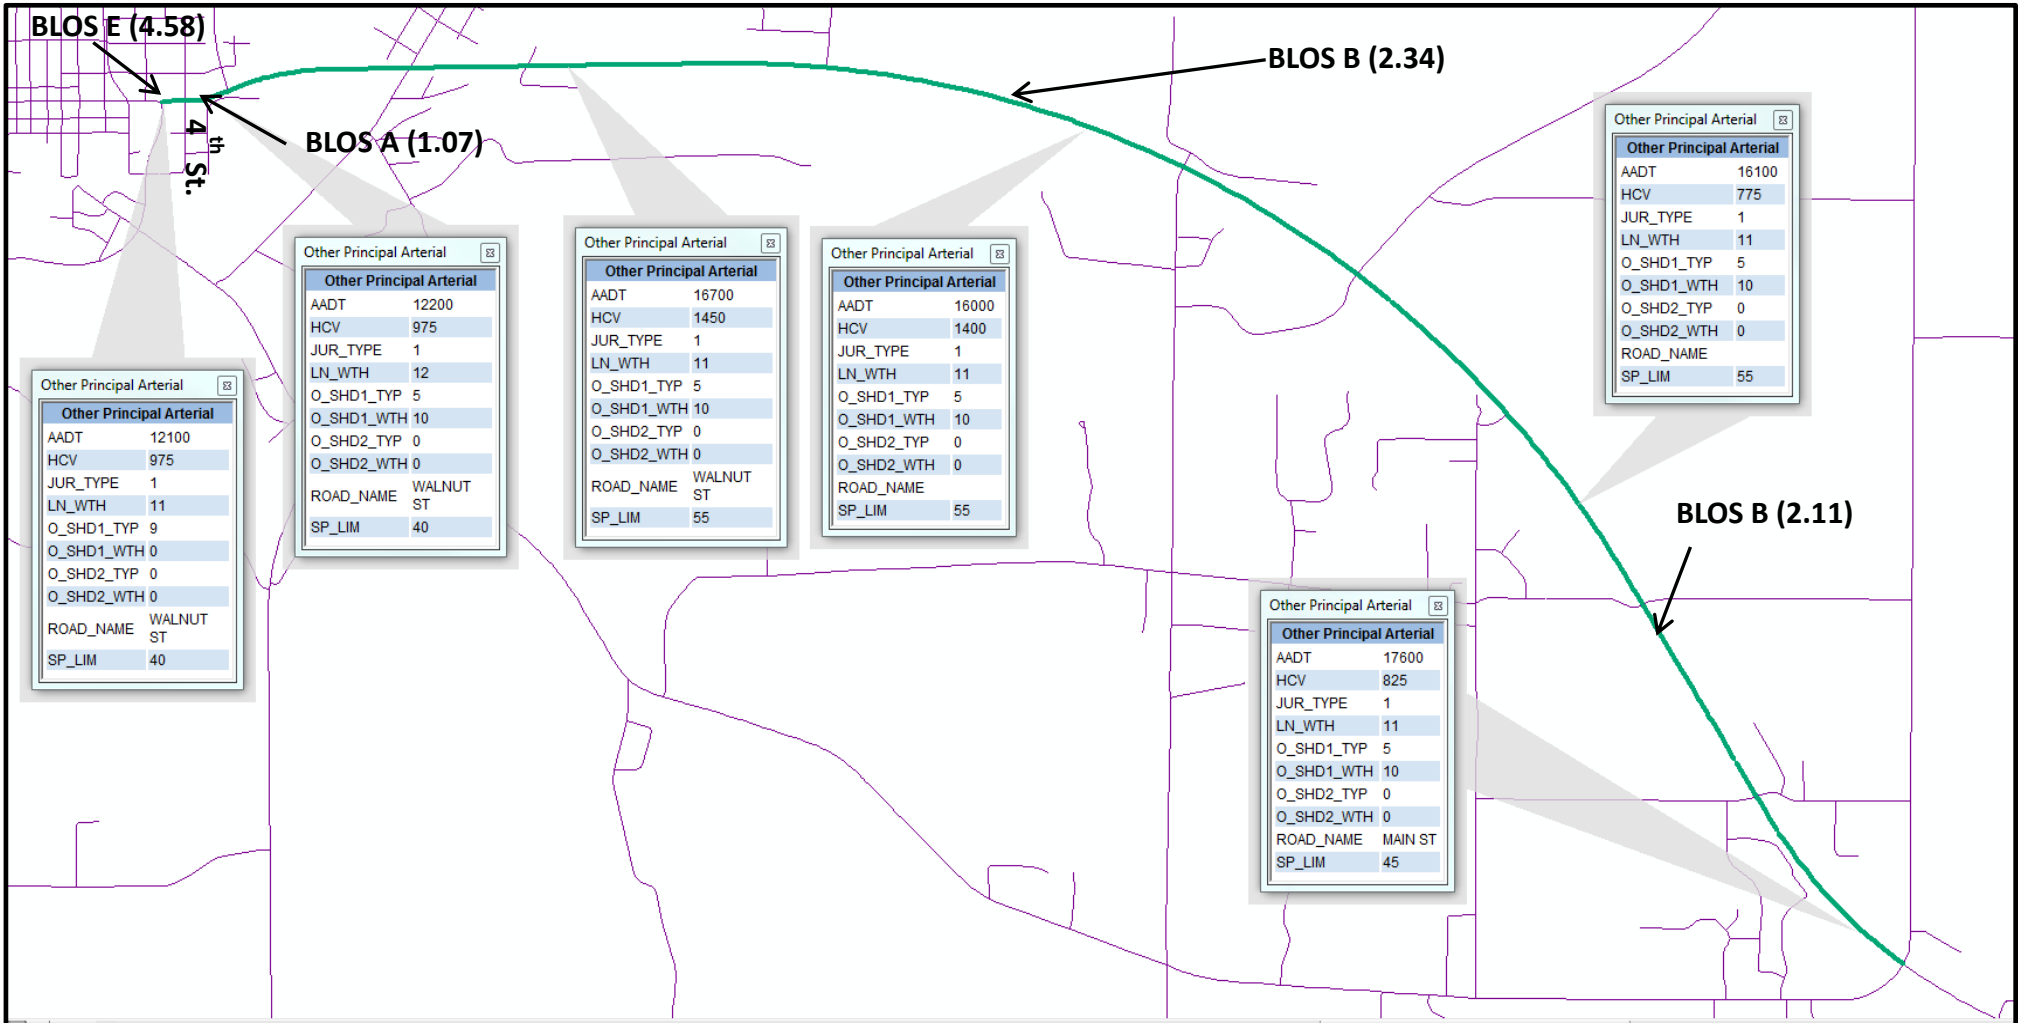 BLOS E (4.58)
BLOS B (2.34)
BLOS A (1.07)
4th St.
BLOS B (2.11)
Other Principal Arterial
Other Principal Arterial
AADT 12100
HCV 975
JUR_TYPE 1
LN_WTH 11
O_SHD1_TYP 9
O_SHD1_WTH 0
O_SHD2_TYP 0
O_SHD2_WTH 0
ROAD_NAME WALNUT
ST
SP_LIM 40
Other Principal Arterial
Other Principal Arterial
AADT 12200
HCV 975
JUR_TYPE 1
LN_WTH 12
O_SHD1_TYP 5
O_SHD1_WTH 10
O_SHD2_TYP 0
O_SHD2_WTH 0
ROAD_NAME WALNUT
ST
SP_LIM 40
Other Principal Arterial
Other Principal Arterial
AADT 16700
HCV 1450
JUR_TYPE 1
LN_WTH 11
O_SHD1_TYP 5
O_SHD1_WTH 10
O_SHD2_TYP 0
O_SHD2_WTH 0
ROAD_NAME WALNUT
ST
SP_LIM 55
Other Principal Arterial
Other Principal Arterial
AADT 16000
HCV 1400
JUR_TYPE 1
LN_WTH 11
O_SHD1_TYP 5
O_SHD1_WTH 10
O_SHD2_TYP 0
O_SHD2_WTH 0
ROAD_NAME
SP_LIM 55
Other Principal Arterial
Other Principal Arterial
AADT 16100
HCV 775
JUR_TYPE 1
LN_WTH 11
O_SHD1_TYP 5
O_SHD1_WTH 10
O_SHD2_TYP 0
O_SHD2_WTH 0
ROAD_NAME
SP_LIM 55
Other Principal Arterial
Other Principal Arterial
AADT 17600
HCV 825
JUR_TYPE 1
LN_WTH 11
O_SHD1_TYP 5
O_SHD1_WTH 10
O_SHD2_TYP 0
O_SHD2_WTH 0
ROAD_NAME MAIN ST
SP_LIM 45